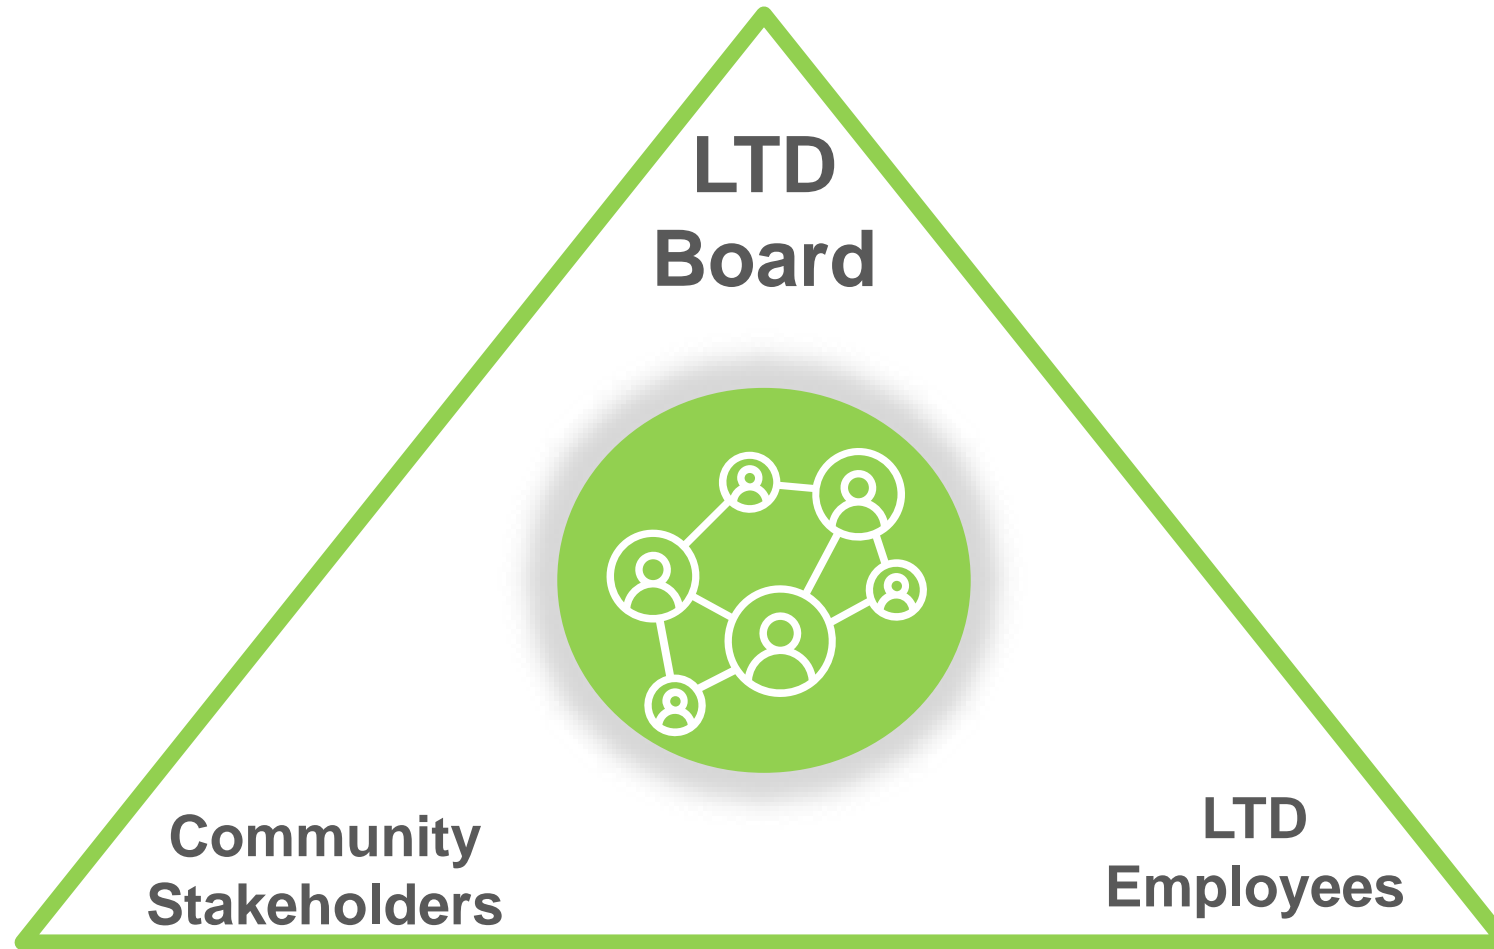 LTD
Board
Community
Stakeholders
LTD
Employees